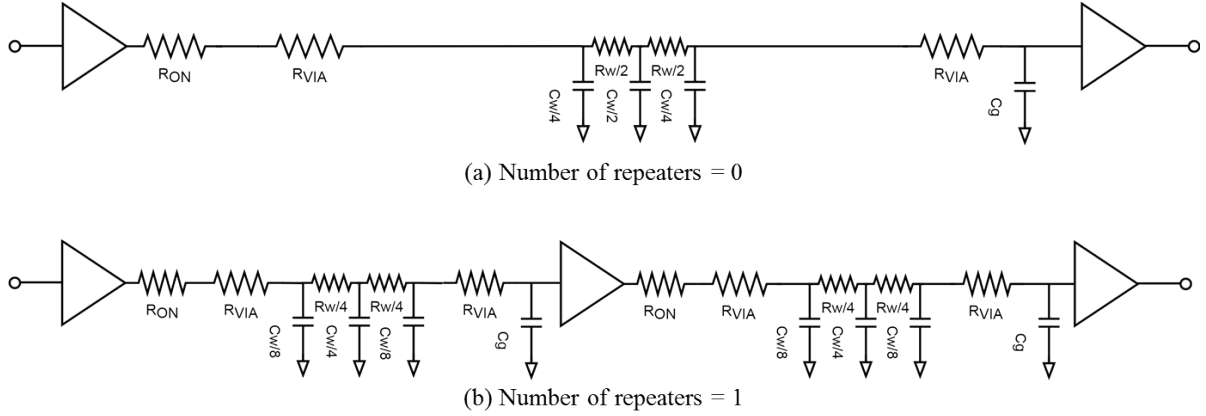 RON RVIA Rw/2 Rw/2 RVIA
Cw/4 Cw/2 Cw/4 Cg
(a) Number of repeaters = 0
RON RVIA Rw/4 Rw/4 RVIA RON RVIA Rw/4 Rw/4 RVIA
Cw/8 Cw/4 Cw/8 Cg Cw/8 Cw/4 Cw/8 Cg
(b) Number of repeaters = 1